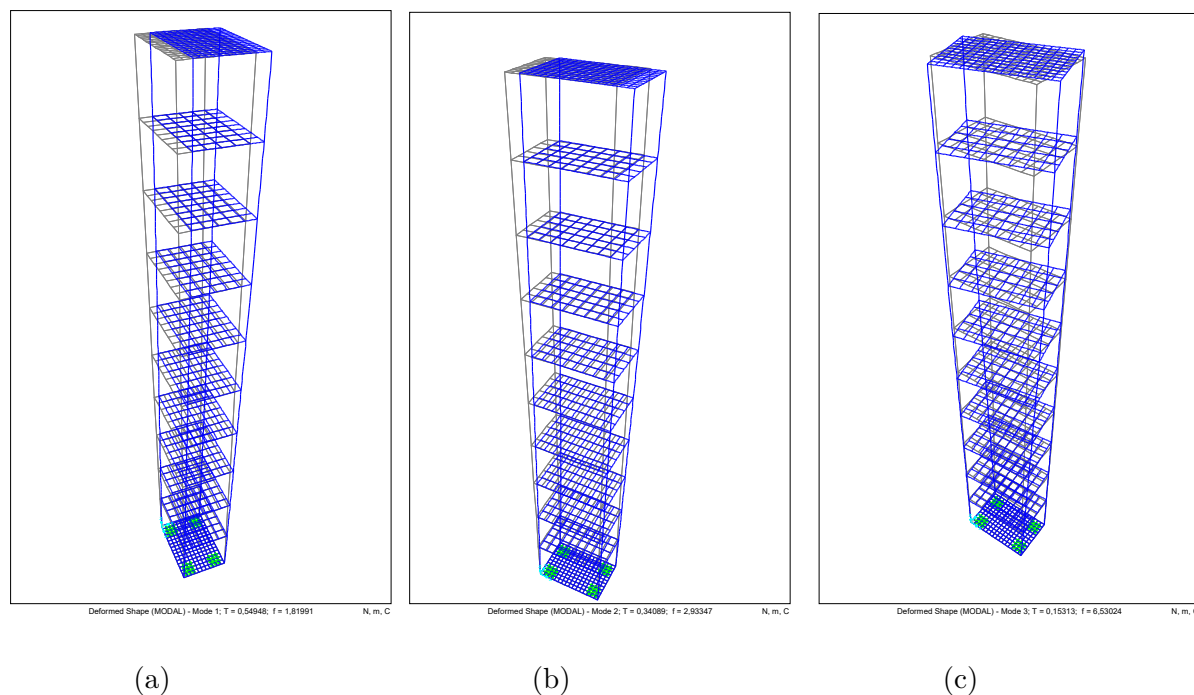 Deformed Shape (MODAL) - Mode 1; T = 0,54948; f = 1,81991 N, m, C
Deformed Shape (MODAL) - Mode 2; T = 0,34089; f = 2,93347 N, m, C
Deformed Shape (MODAL) - Mode 3; T = 0,15313; f = 6,53024 N, m,
(a) (b) (c)